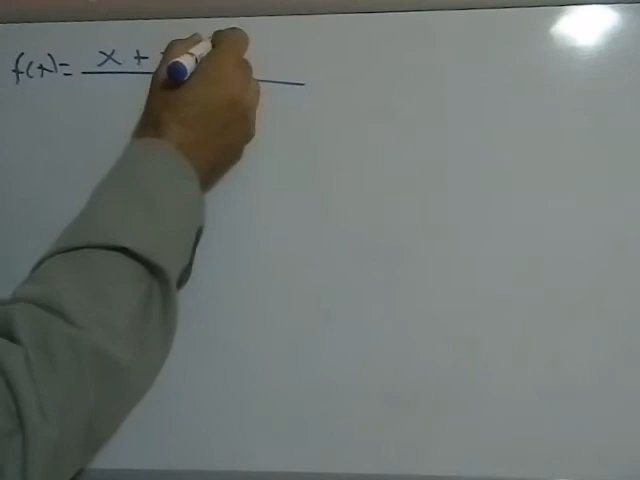 f(x) = x +